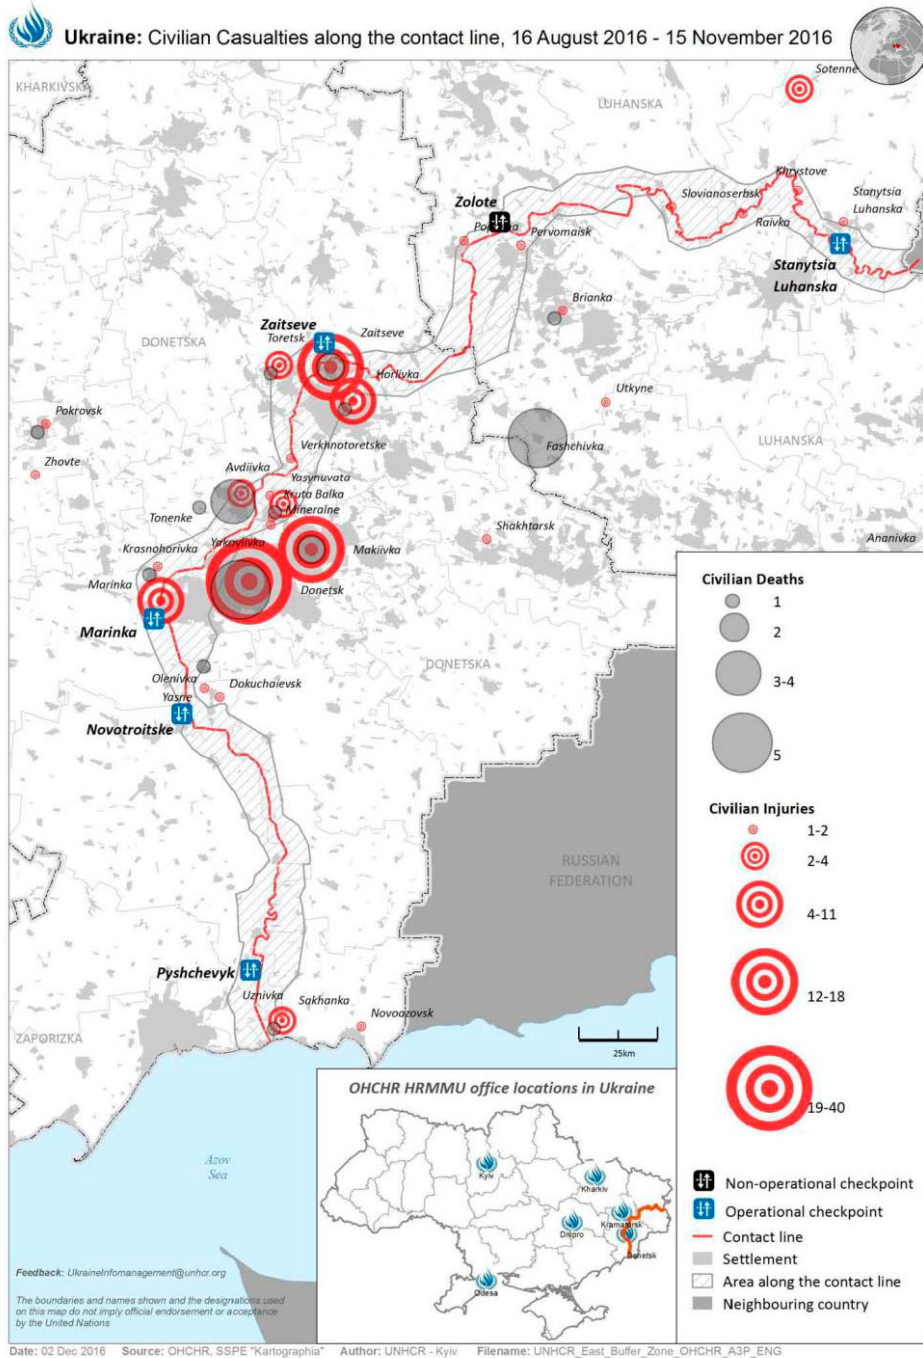 Ukraine: Civilian Casualties along the contact line, 16 August 2016 - 15 November 2016
KHARKIVSKA
LUHANSKA
Sotenne
Khrystove
Slovianoserbsk
Stanytsia
Luhanska
Zolote
Raivka
Pervomaisk
Stanytsia
Luhanska
Brianka
Zaitseve
Zaitseve
Toretsk
DONETSKA
Horlivka
Utkyne
Pokrovsk
Fashchivka
LUHANSKA
Verkhnotoretske
Zhovte
Avdiivka
Yasynuvata
Kruta Balka
Mineralne
Tonenke
Shakhtarsk
Ananivka
Krasnohorivka
Yakovlivka
Makiivka
Marinka
Donetsk
Marinka
DONETSKA
Olenivka
Dokuchaievsk
Yasne
Novotroitske
RUSSIAN
FEDERATION
Pyshchevyk
Uzhivka
Sakhanka
Novoazovsk
ZAPORIZKA
25km
Azov
Sea
Civilian Deaths
1
2
3-4
5
Civilian Injuries
1-2
2-4
4-11
12-18
19-40
Non-operational checkpoint
Operational checkpoint
Contact line
Settlement
Area along the contact line
Neighbouring country
OHCHR HRMMU office locations in Ukraine
Kyiv
Kharkiv
Kramatorsk
Dnipro
Donetsk
Odesa
Feedback: UkraineInfomanagement@unhcr.org
The boundaries and names shown and the designations used
on this map do not imply official endorsement or acceptance
by the United Nations
Date: 02 Dec 2016 Source: OHCHR, SSPE "Kartographia" Author: UNHCR - Kyiv Filename: UNHCR_East_Buffer_Zone_OHCHR_A3P_ENG